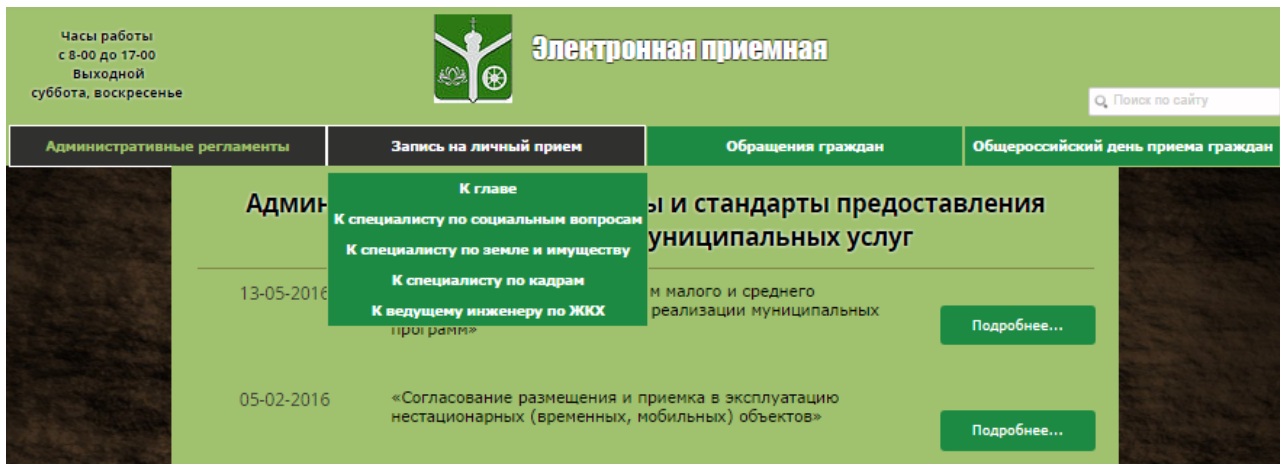 Часы работы
с 8-00 до 17-00
Выходной
суббота, воскресенье
Электронная приемная
Поиск по сайту
Административные регламенты
Запись на личный прием
Обращения граждан
Общероссийский день приема граждан
К главе
К специалисту по социальным вопросам
К специалисту по земле и имуществу
К специалисту по кадрам
К ведущему инженеру по ЖКХ
и стандарты предоставления
услуг
13-05-2016
м малого и среднего
реализации муниципальных
программ»
Подробнее...
05-02-2016
«Согласование размещения и приемка в эксплуатацию
нестационарных (временных, мобильных) объектов»
Подробнее...